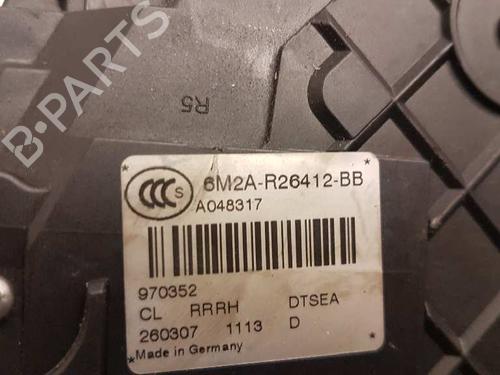 B-PARTS
R5
CCC S
6M2A-R26412-BB
A048317
970352
CL RRRH DTSEA
260307 1113 D
Made in Germany